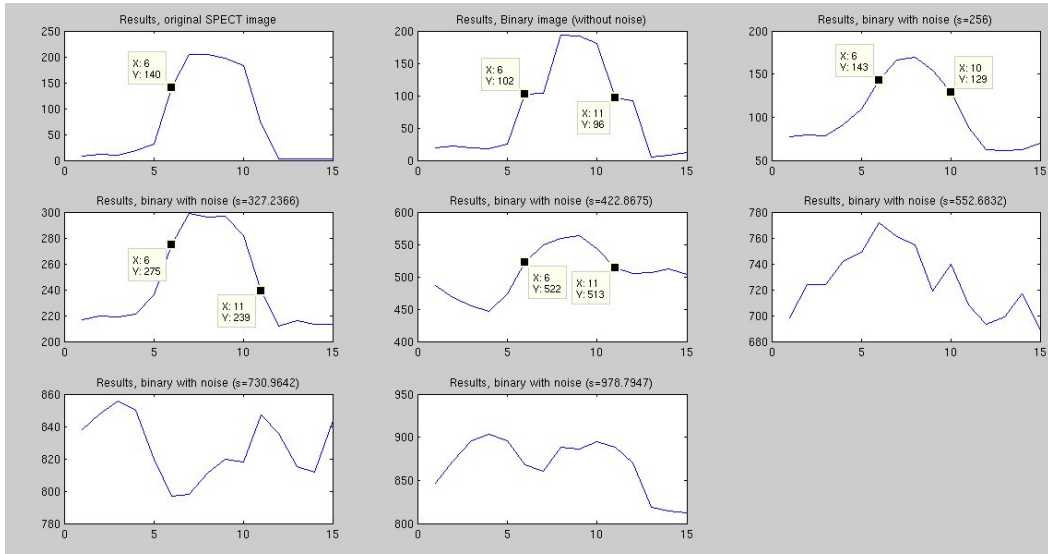 Results, original SPECT image
250
200
150
100
50
0
0
5
10
15
X: 6
Y: 140
Results, Binary image (without noise)
200
150
100
50
0
0
5
10
15
X: 6
Y: 102
X: 11
Y: 96
Results, binary with noise (s=256)
200
150
100
50
0
5
10
15
X: 6
Y: 143
X: 10
Y: 129
Results, binary with noise (s=327.2366)
300
280
260
240
220
200
0
5
10
15
X: 6
Y: 275
X: 11
Y: 239
Results, binary with noise (s=422.8675)
600
550
500
450
400
0
5
10
15
X: 6
Y: 522
X: 11
Y: 513
Results, binary with noise (s=552.6832)
780
760
740
720
700
680
0
5
10
15
Results, binary with noise (s=730.9642)
860
840
820
800
780
0
5
10
15
Results, binary with noise (s=978.7947)
950
900
850
800
0
5
10
15